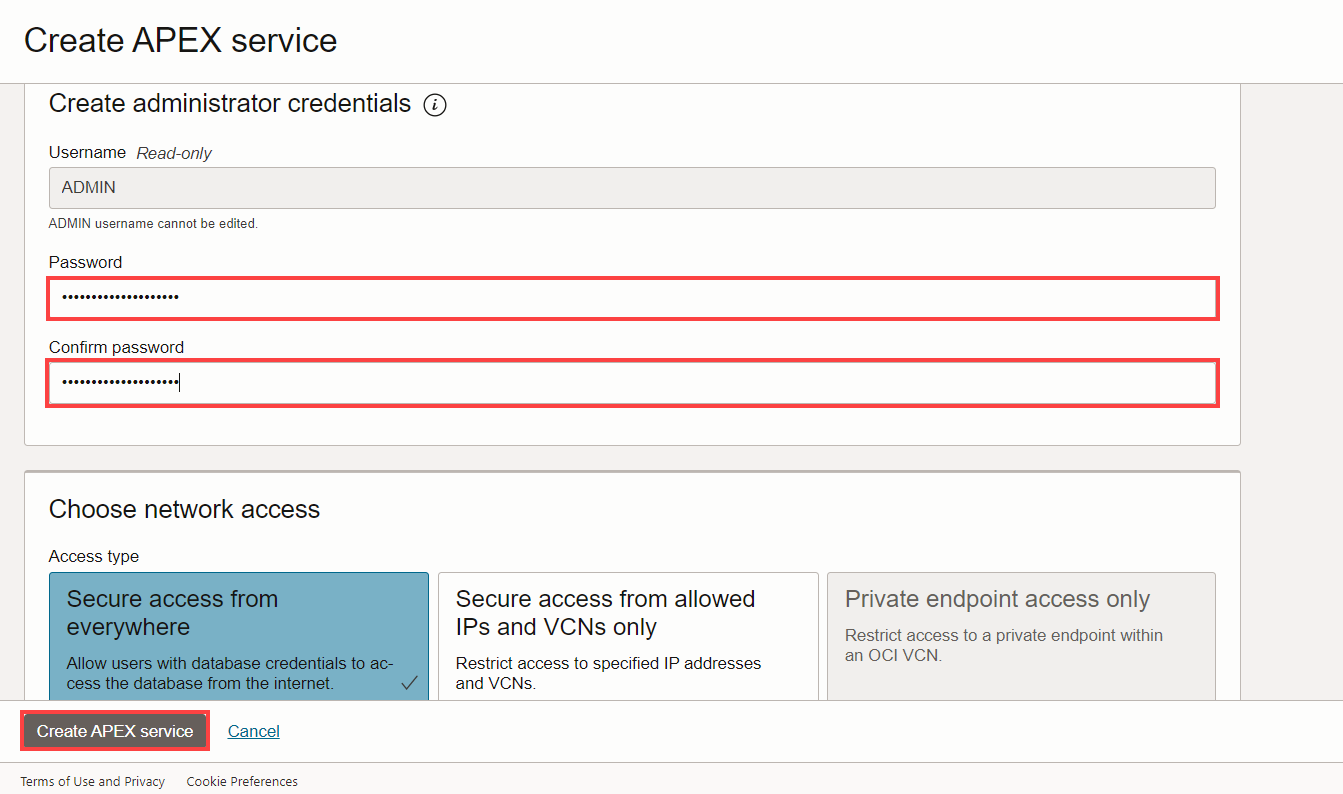 Create APEX service
Create administrator credentials i
Username Read-only
ADMIN
ADMIN username cannot be edited.
Password
••••••••••••••••••••
Confirm password
••••••••••••••••••••
Choose network access
Access type
Secure access from
everywhere
Allow users with database credentials to ac-
cess the database from the internet.
Secure access from allowed
IPs and VCNs only
Restrict access to specified IP addresses
and VCNs.
Private endpoint access only
Restrict access to a private endpoint within
an OCI VCN.
Create APEX service Cancel
Terms of Use and Privacy Cookie Preferences